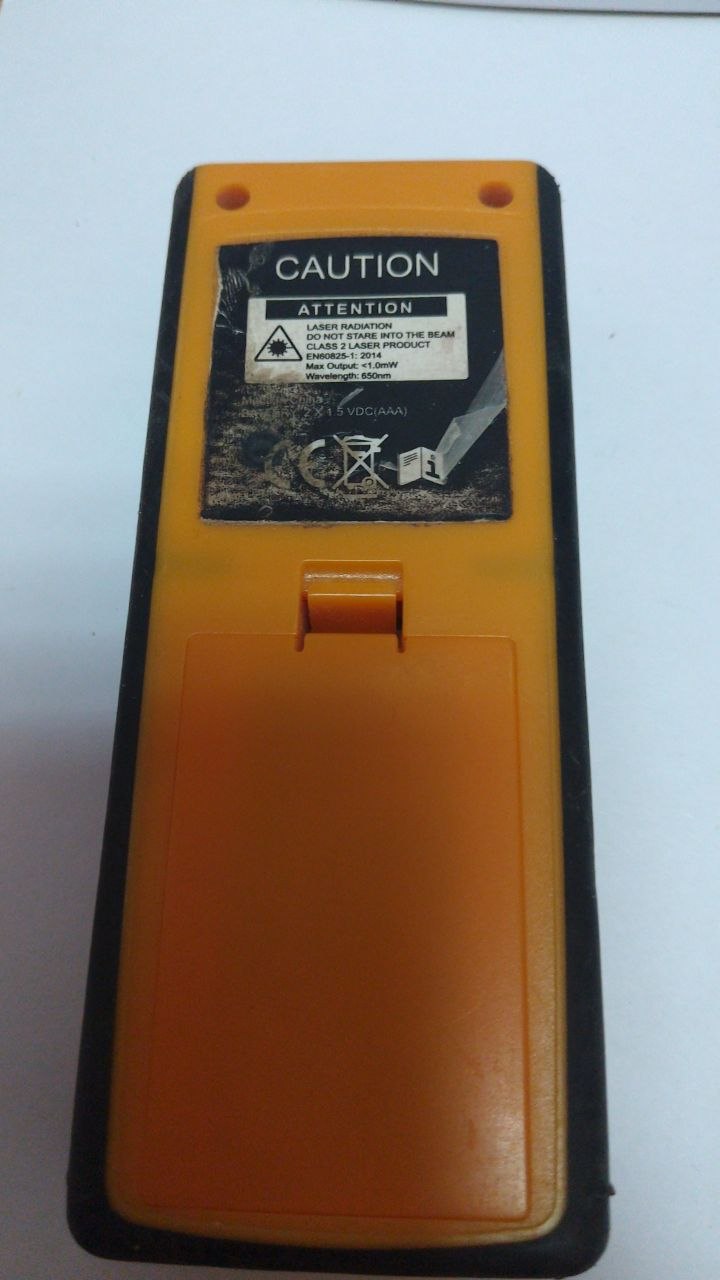 CAUTION
ATTENTION
LASER RADIATION
DO NOT STARE INTO THE BEAM
CLASS 2 LASER PRODUCT
EN60825-1: 2014
Max Output: <1.0mW
Wavelength: 650nm
2 X 1.5 VDC(AAA)
CE
i